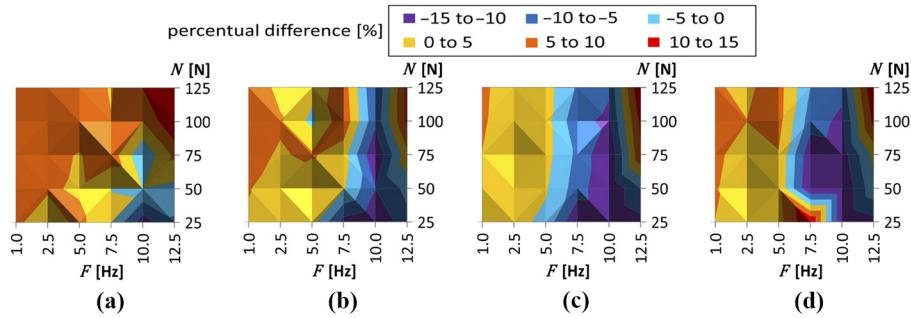 percentual difference [%] −15 to−10 −10 to−5 −5 to 0
0 to 5 5 to 10 10 to 15
N [N] N [N] N [N] N [N]
125 125 125 125
100 100 100 100
75 75 75 75
50 50 50 50
25 25 25 25
1.0 2.5 5.0 7.5 10.0 12.5 1.0 2.5 5.0 7.5 10.0 12.5 1.0 2.5 5.0 7.5 10.0 12.5 1.0 2.5 5.0 7.5 10.0 12.5
F [Hz] F [Hz] F [Hz] F [Hz]
(a) (b) (c) (d)